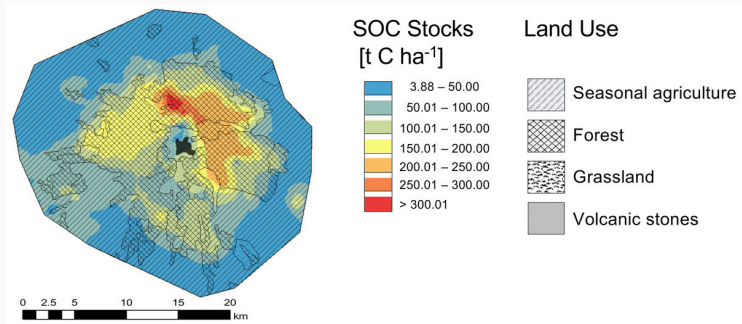 SOC Stocks
[t C ha⁻¹]
3.88 – 50.00
50.01 – 100.00
100.01 – 150.00
150.01 – 200.00
200.01 – 250.00
250.01 – 300.00
> 300.01
Land Use
Seasonal agriculture
Forest
Grassland
Volcanic stones
0 2.5 5 10 15 20
km